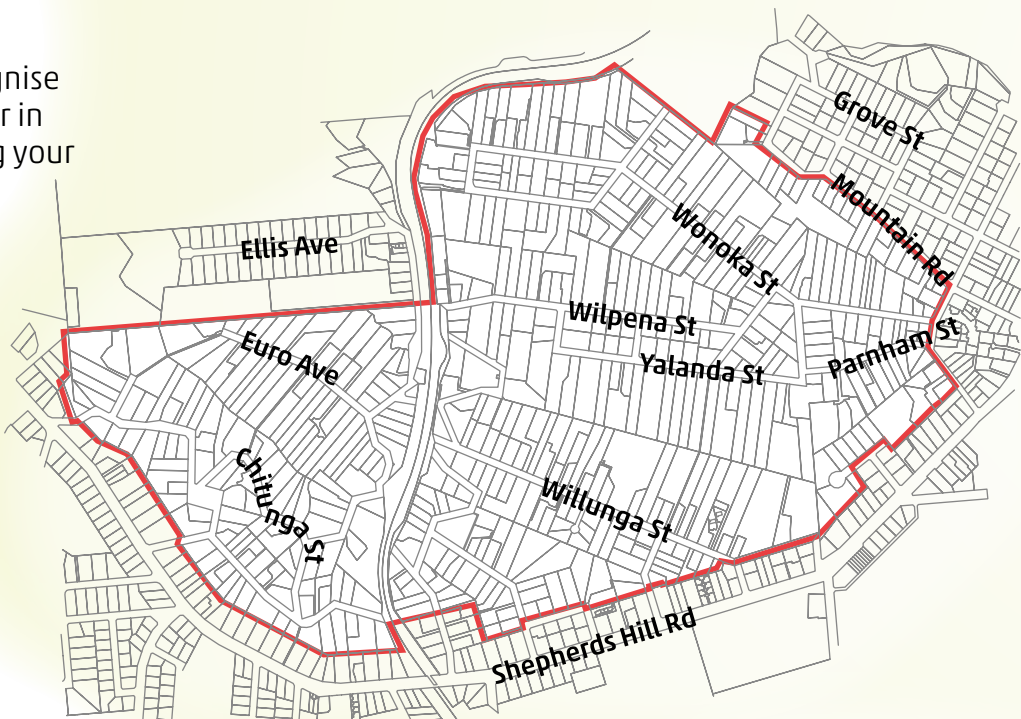 gnise
r in
g your
Grove St
Mountain Rd
Wonoka St
Ellis Ave
Wilpena St
Parnham St
Euro Ave
Yalanda St
Chitunga St
Willunga St
Shepherds Hill Rd